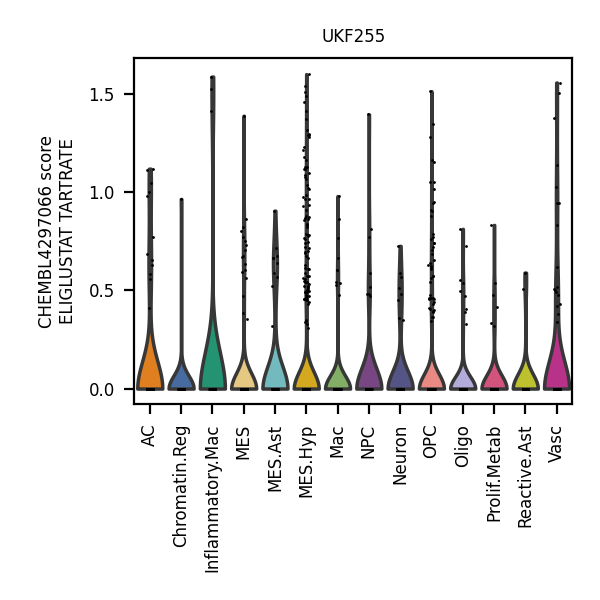 UKF255
CHEMBL4297066 score
ELIGLUSTAT TARTRATE
1.5
1.0
0.5
0.0
AC
Chromatin.Reg
Inflammatory.Mac
MES
MES.Ast
MES.Hyp
Mac
NPC
Neuron
OPC
Oligo
Prolif.Metab
Reactive.Ast
Vasc